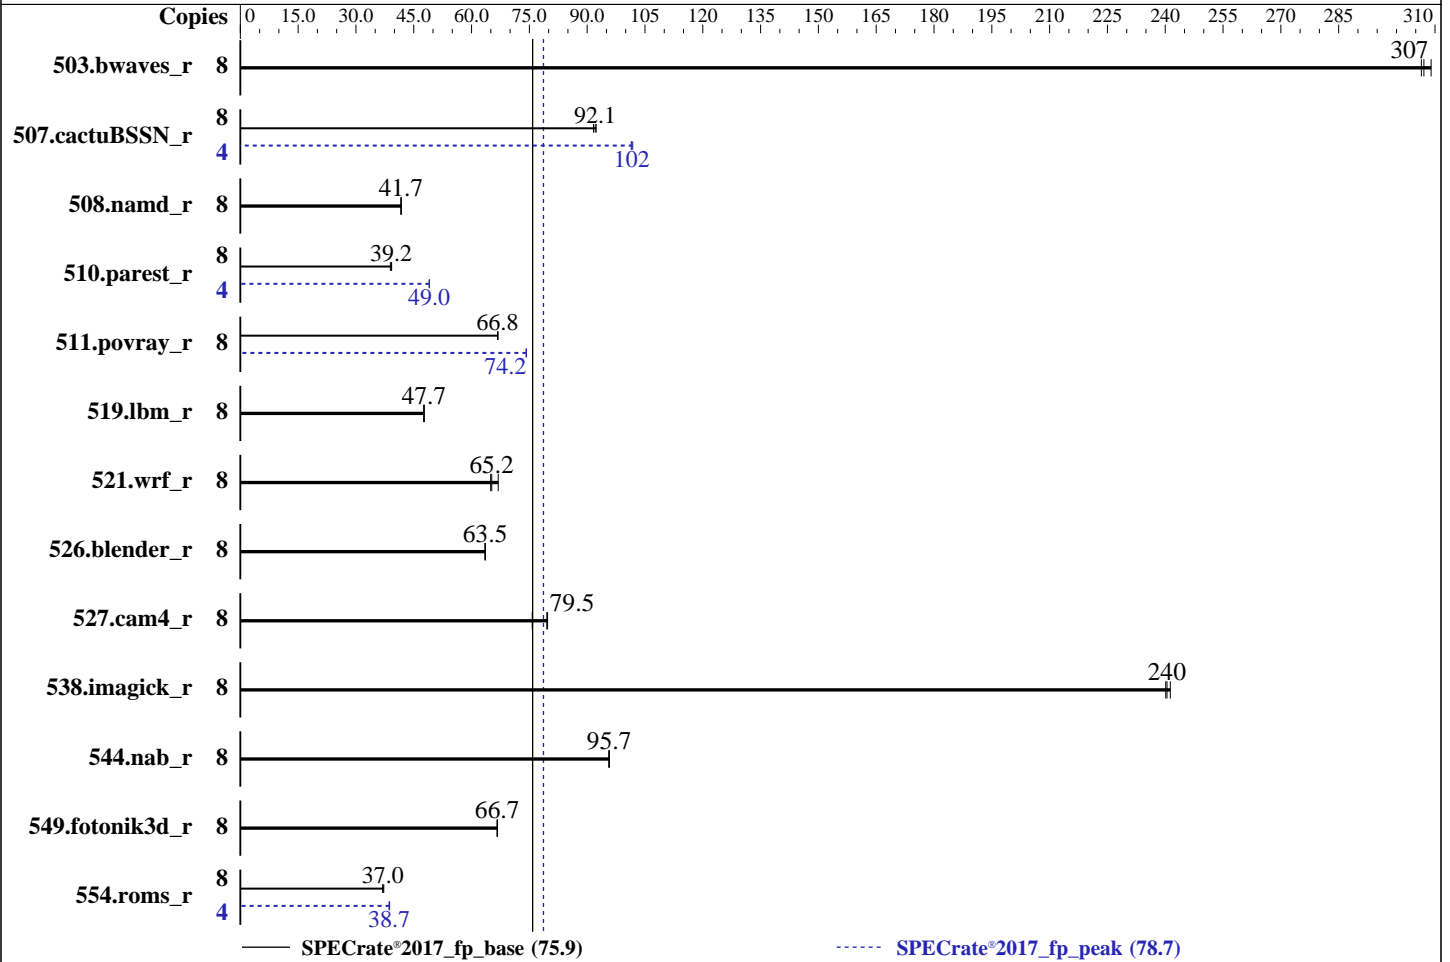 Copies 0 15.0 30.0 45.0 60.0 75.0 90.0 105 120 135 150 165 180 195 210 225 240 255 270 285 310
503.bwaves_r 8 307
507.cactuBSSN_r 8 92.1
4 102
508.namd_r 8 41.7
510.parest_r 8 39.2
4 49.0
511.povray_r 8 66.8
74.2
519.lbm_r 8 47.7
521.wrf_r 8 65.2
526.blender_r 8 63.5
527.cam4_r 8 79.5
538.imagick_r 8 240
544.nab_r 8 95.7
549.fotonik3d_r 8 66.7
554.roms_r 8 37.0
4 38.7
SPECrate®2017_fp_base (75.9) SPECrate®2017_fp_peak (78.7)